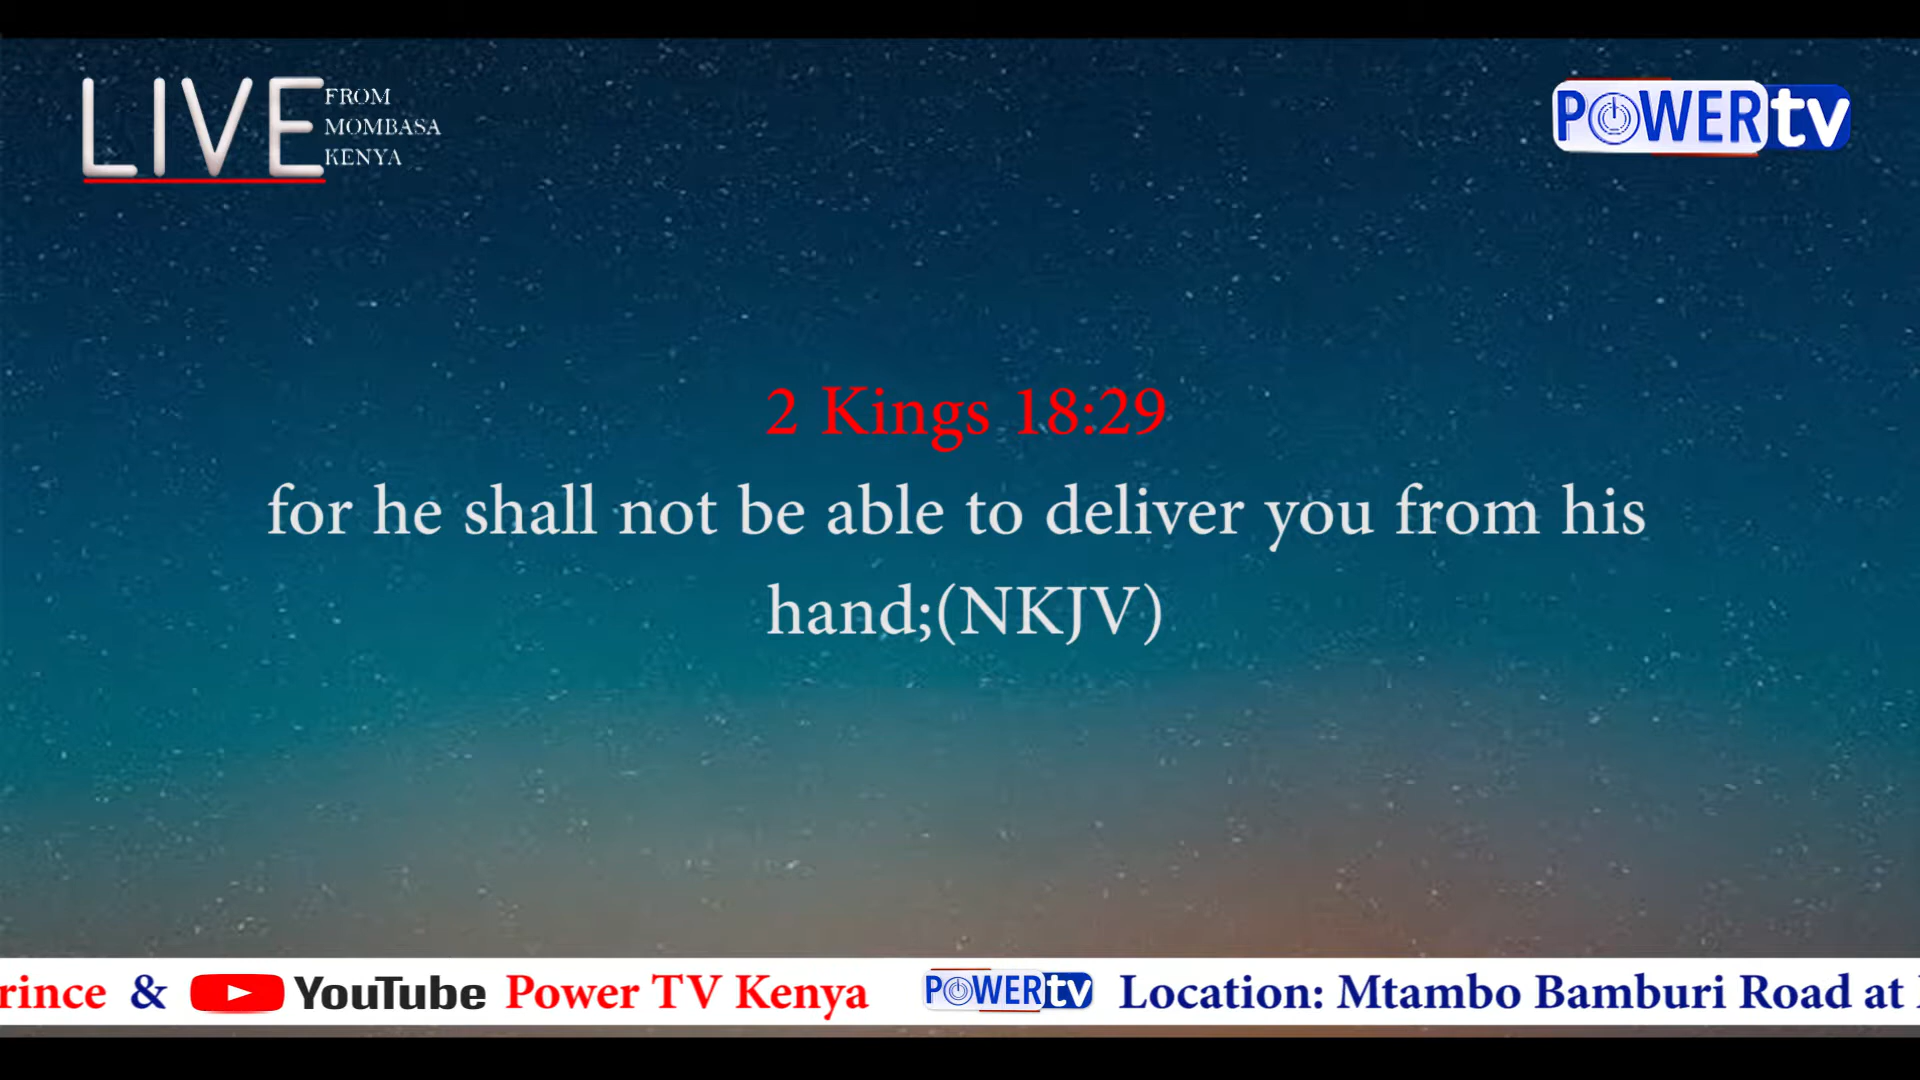 LIVE
FROM
MOMBASA
KENYA
POWERtv
2 Kings 18:29
for he shall not be able to deliver you from his
hand;(NKJV)
rince & YouTube Power TV Kenya POWERtv Location: Mtambo Bamburi Road at